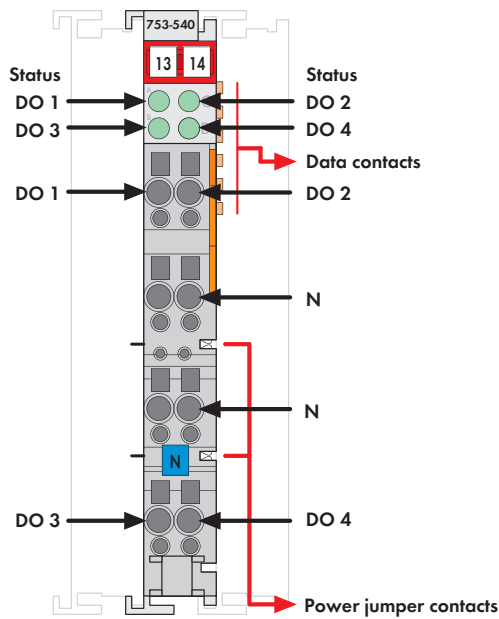 753-540
13 14
Status
Status
DO 1
DO 2
DO 3
DO 4
Data contacts
DO 1
DO 2
N
N
N
DO 3
DO 4
Power jumper contacts